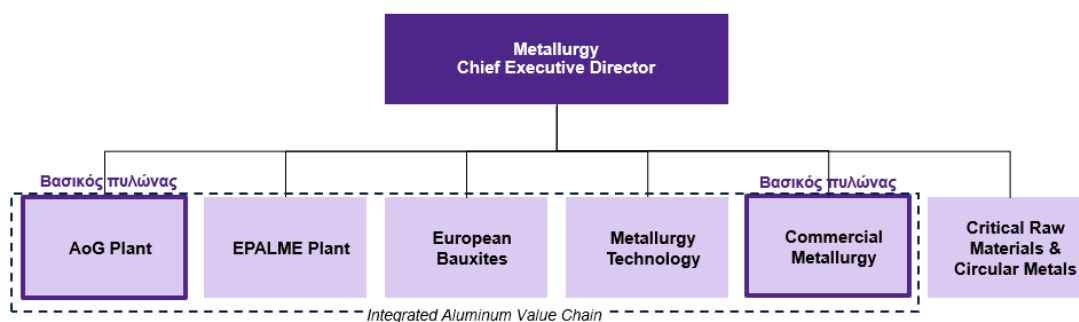 Metallurgy
Chief Executive Director
Βασικός πυλώνας
Βασικός πυλώνας
AoG Plant
EPALME Plant
European
Bauxites
Metallurgy
Technology
Commercial
Metallurgy
Critical Raw
Materials &
Circular Metals
Integrated Aluminum Value Chain